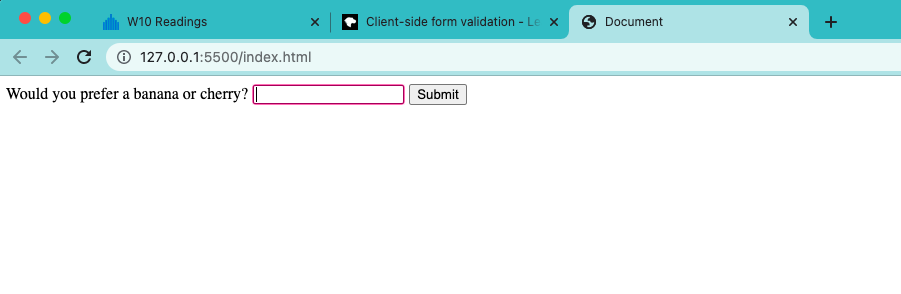 W10 Readings
Client-side form validation - Le
Document
127.0.0.1:5500/index.html
Would you prefer a banana or cherry? Submit